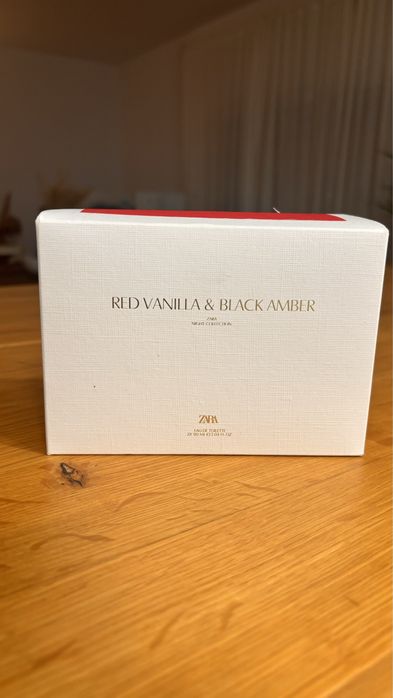 RED VANILLA & BLACK AMBER
ZARA
NIGHT COLLECTION
ZARA
EAU DE TOILETTE